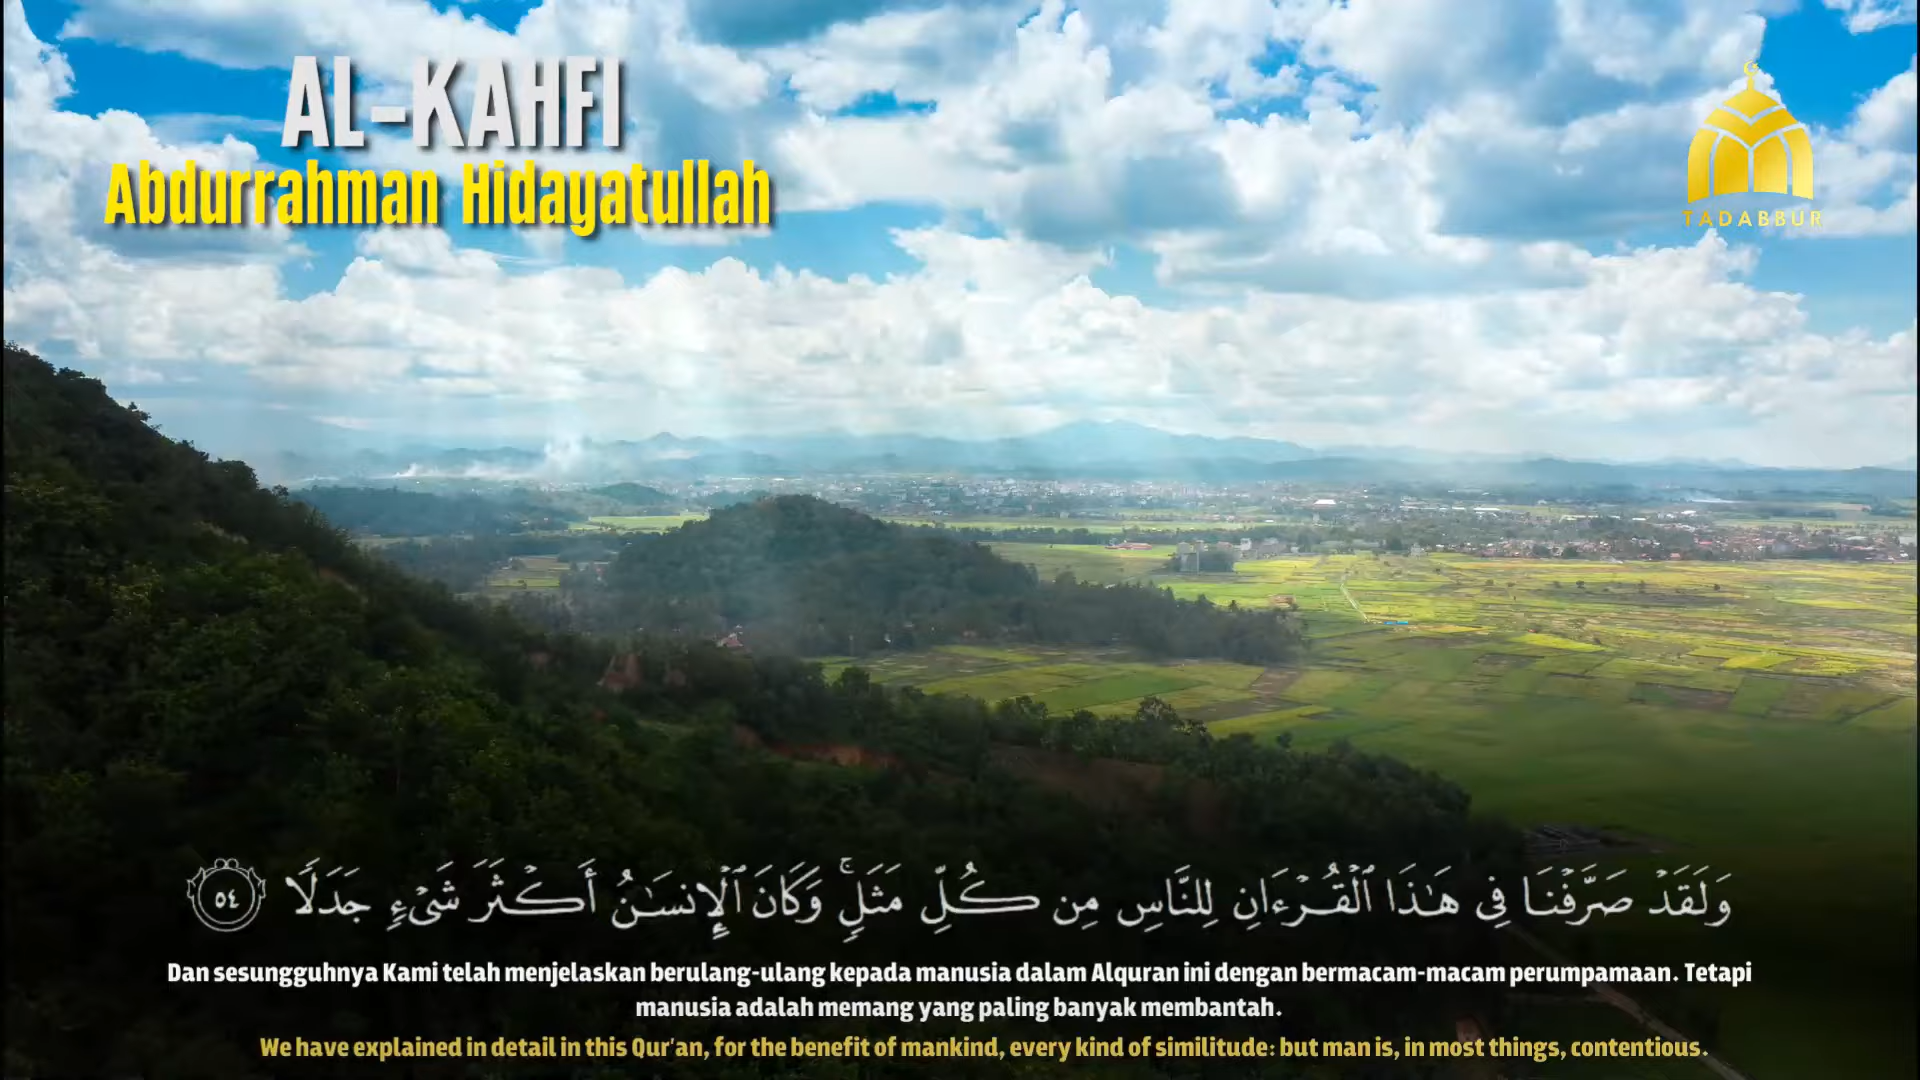 AL-KAHFI
Abdurrahman Hidayatullah
TADABBUR
وَلَقَدْ صَرَّفْنَا فِى هَـٰذَا ٱلْقُرْءَانِ لِلنَّاسِ مِن كُلِّ مَثَلٍۢ ۚ وَكَانَ ٱلْإِنسَـٰنُ أَكْثَرَ شَىْءٍۢ جَدَلًۭا ٥٤
Dan sesungguhnya Kami telah menjelaskan berulang-ulang kepada manusia dalam Alquran ini dengan bermacam-macam perumpamaan. Tetapi
manusia adalah memang yang paling banyak membantah.
We have explained in detail in this Qur'an, for the benefit of mankind, every kind of similitude: but man is, in most things, contentious.